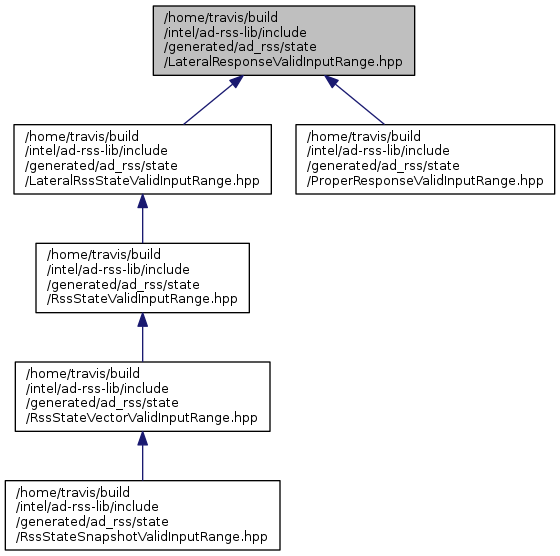 /home/travis/build
/intel/ad-rss-lib/include
/generated/ad_rss/state
/LateralResponseValidInputRange.hpp
/home/travis/build
/intel/ad-rss-lib/include
/generated/ad_rss/state
/LateralRssStateValidInputRange.hpp
/home/travis/build
/intel/ad-rss-lib/include
/generated/ad_rss/state
/ProperResponseValidInputRange.hpp
/home/travis/build
/intel/ad-rss-lib/include
/generated/ad_rss/state
/RssStateValidInputRange.hpp
/home/travis/build
/intel/ad-rss-lib/include
/generated/ad_rss/state
/RssStateVectorValidInputRange.hpp
/home/travis/build
/intel/ad-rss-lib/include
/generated/ad_rss/state
/RssStateSnapshotValidInputRange.hpp